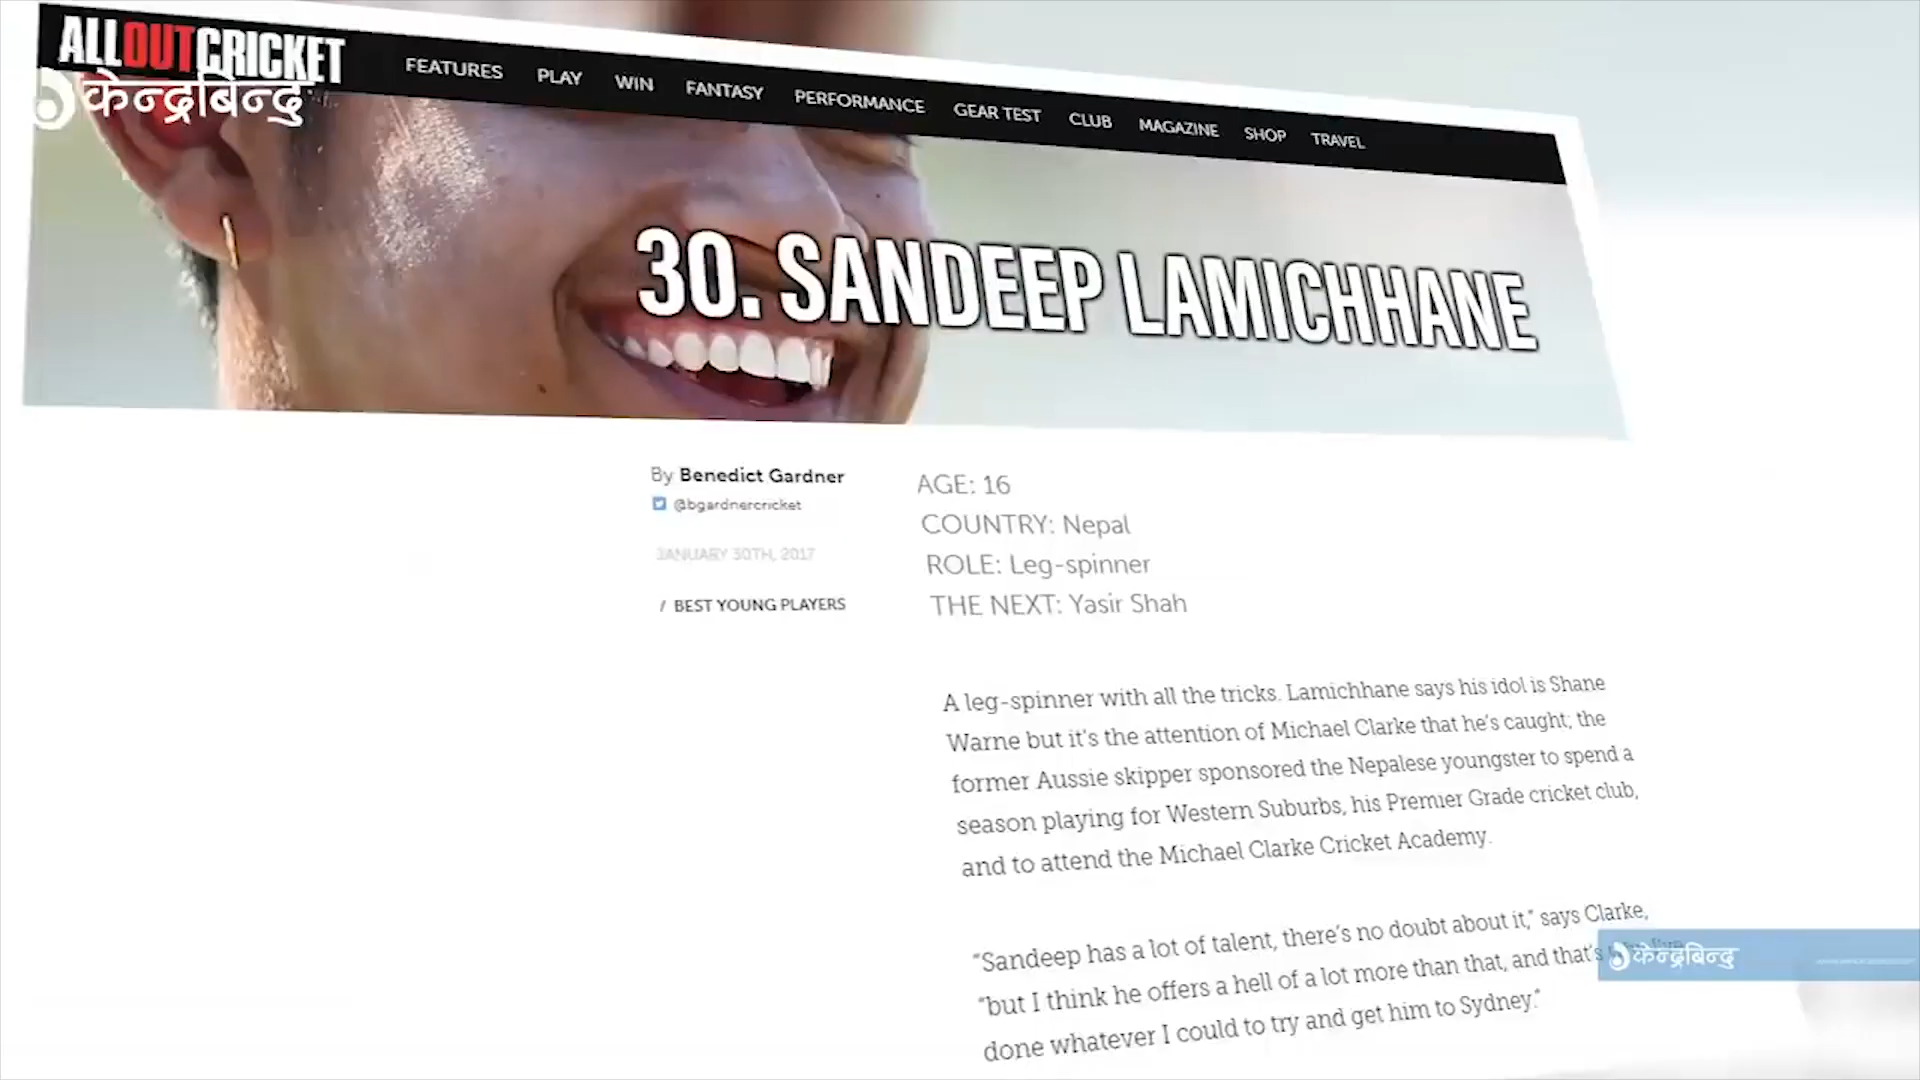 ALLOUTCRICKET
केन्द्रबिन्दु
FEATURES PLAY WIN FANTASY PERFORMANCE GEAR TEST CLUB MAGAZINE SHOP TRAVEL
30. SANDEEP LAMICHHANE
By Benedict Gardner
@bgardnercricket
JANUARY 30TH, 2017
/ BEST YOUNG PLAYERS
AGE: 16
COUNTRY: Nepal
ROLE: Leg-spinner
THE NEXT: Yasir Shah
A leg-spinner with all the tricks. Lamichhane says his idol is Shane
Warne but it's the attention of Michael Clarke that he's caught; the
former Aussie skipper sponsored the Nepalese youngster to spend a
season playing for Western Suburbs, his Premier Grade cricket club,
and to attend the Michael Clarke Cricket Academy.
“Sandeep has a lot of talent, there's no doubt about it,” says Clarke,
“but I think he offers a hell of a lot more than that, and that's
done whatever I could to try and get him to Sydney.”
केन्द्रबिन्दु